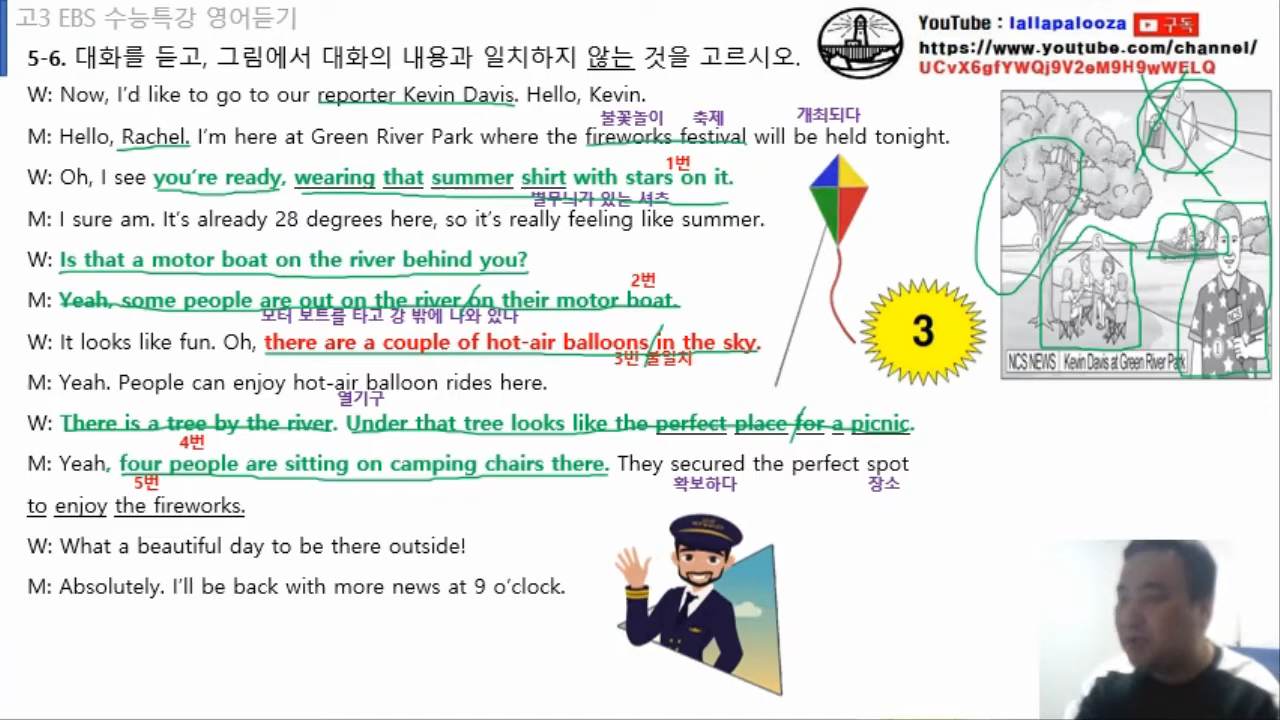 고3 EBS 수능특강 영어듣기
YouTube : lallapalooza 구독
https://www.youtube.com/channel/
UCvX6gfYWQj9V2eM9H9wWELQ
5-6. 대화를 듣고, 그림에서 대화의 내용과 일치하지 않는 것을 고르시오.
W: Now, I'd like to go to our reporter Kevin Davis. Hello, Kevin.
불꽃놀이 축제 개최되다
M: Hello, Rachel. I'm here at Green River Park where the fireworks festival will be held tonight.
1번
W: Oh, I see you're ready, wearing that summer shirt with stars on it.
별무늬가 있는 셔츠
M: I sure am. It's already 28 degrees here, so it's really feeling like summer.
W: Is that a motor boat on the river behind you?
2번
M: Yeah, some people are out on the river on their motor boat.
모터 보트를 타고 강 밖에 나와 있다
W: It looks like fun. Oh, there are a couple of hot-air balloons in the sky.
3번 불일치
M: Yeah. People can enjoy hot-air balloon rides here.
열기구
W: There is a tree by the river. Under that tree looks like the perfect place for a picnic.
4번
M: Yeah, four people are sitting on camping chairs there. They secured the perfect spot
5번 확보하다 장소
to enjoy the fireworks.
W: What a beautiful day to be there outside!
M: Absolutely. I'll be back with more news at 9 o'clock.
3
NCS
NCS NEWS Kevin Davis at Green River Park